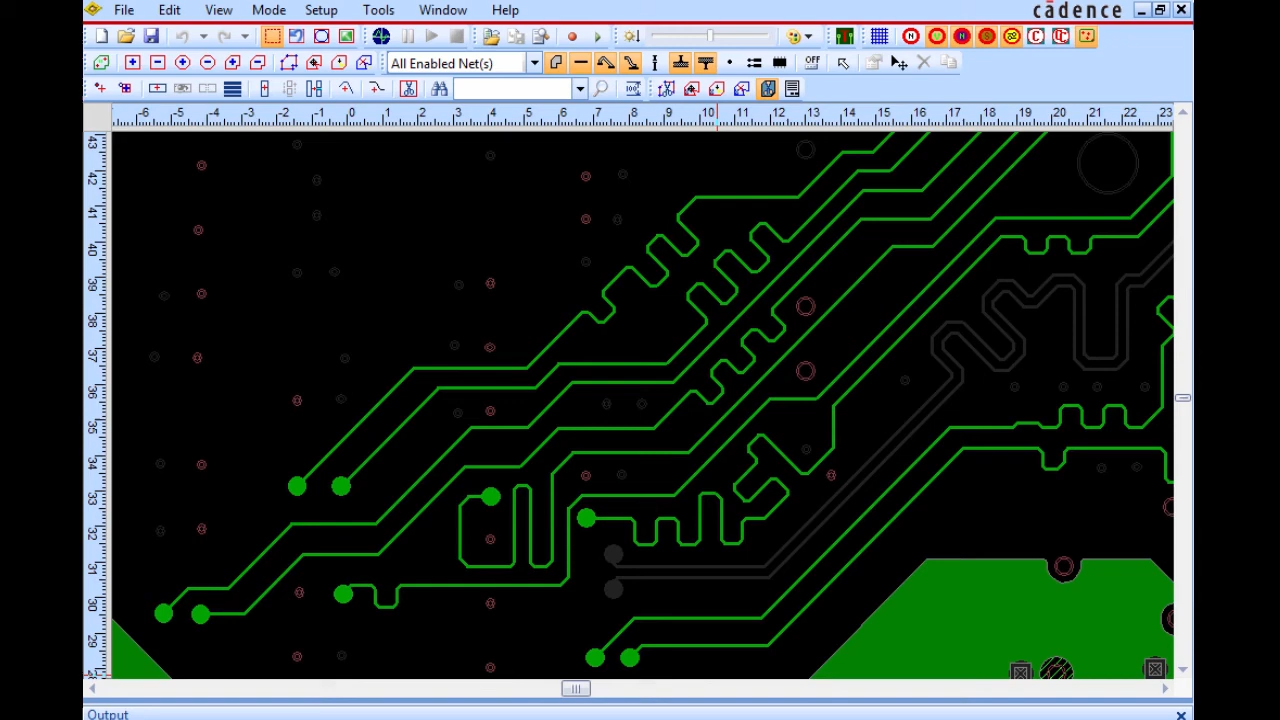 File Edit View Mode Setup Tools Window Help
cādence
All Enabled Net(s)
OFF
-6 -5 -4 -3 -2 -1 0 1 2 3 4 5 6 7 8 9 10 11 12 13 14 15 16 17 18 19 20 21 22 23
43
42
41
40
39
38
37
36
35
34
33
32
31
30
29
Output